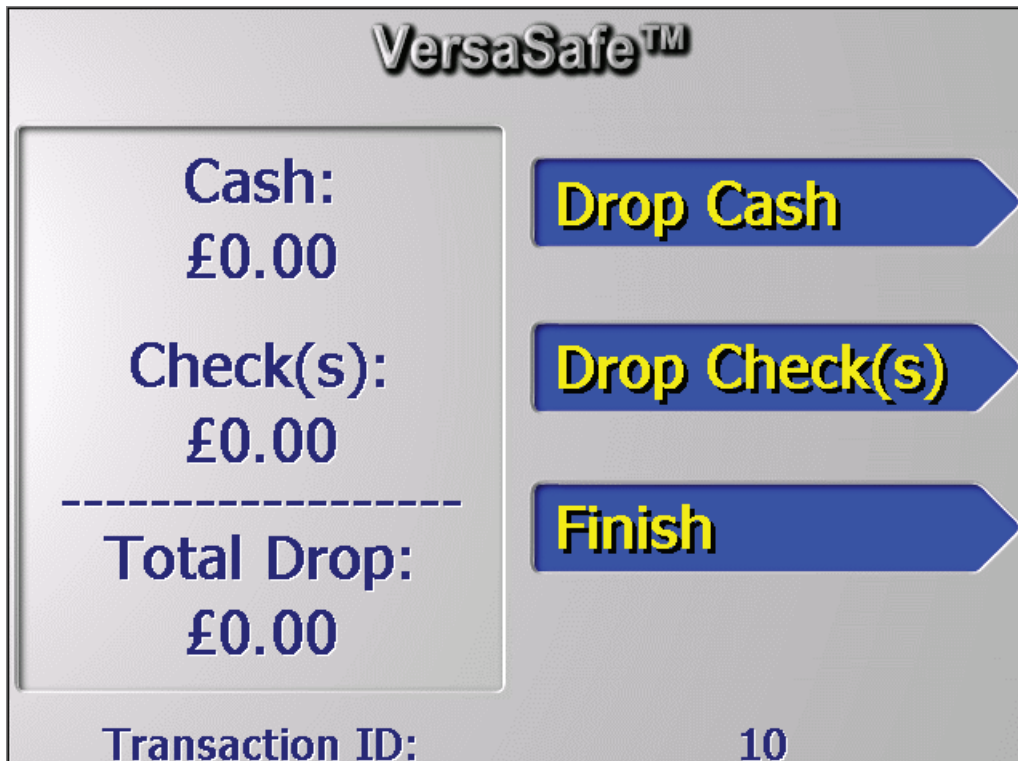 VersaSafe™
Cash:
£0.00
Check(s):
£0.00
------------------
Total Drop:
£0.00
Drop Cash
Drop Check(s)
Finish
Transaction ID: 10